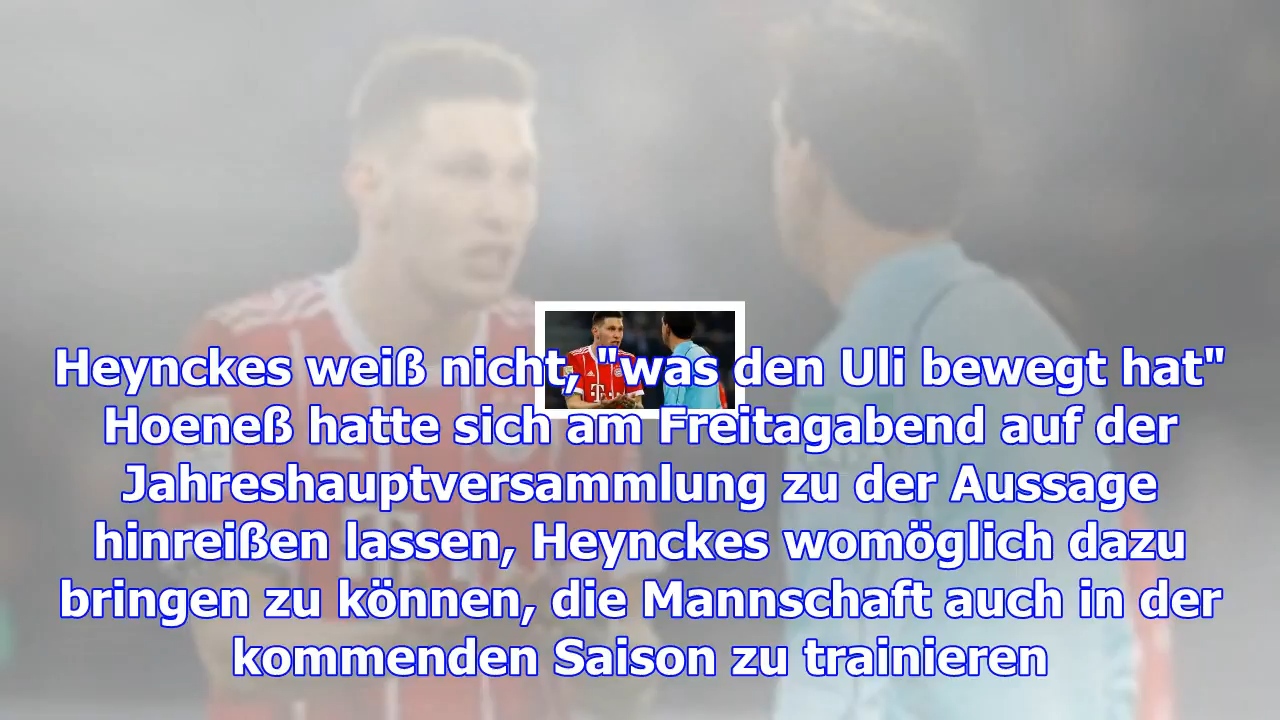 Heynckes weiß nicht, "was den Uli bewegt hat"
Hoeneß hatte sich am Freitagabend auf der
Jahreshauptversammlung zu der Aussage
hinreißen lassen, Heynckes womöglich dazu
bringen zu können, die Mannschaft auch in der
kommenden Saison zu trainieren